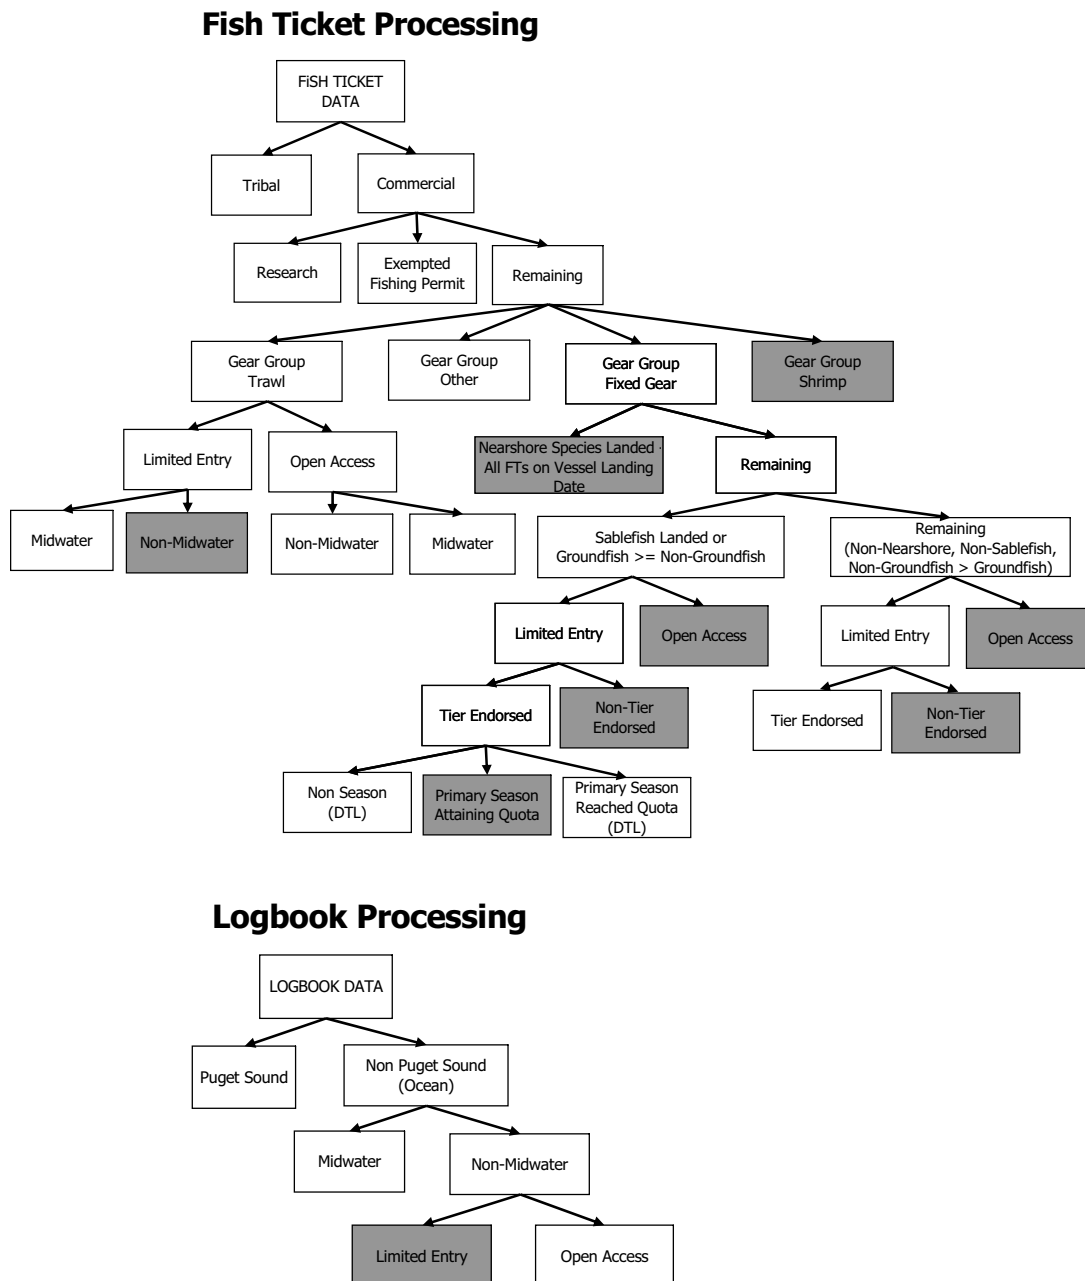 Fish Ticket Processing
FiSH TICKET
DATA
Tribal
Commercial
Research
Exempted
Fishing Permit
Remaining
Gear Group
Trawl
Gear Group
Other
Gear Group
Fixed Gear
Gear Group
Shrimp
Limited Entry
Open Access
Nearshore Species Landed -
All FTs on Vessel Landing
Date
Remaining
Midwater
Non-Midwater
Non-Midwater
Midwater
Sablefish Landed or
Groundfish >= Non-Groundfish
Remaining
(Non-Nearshore, Non-Sablefish,
Non-Groundfish > Groundfish)
Limited Entry
Open Access
Limited Entry
Open Access
Tier Endorsed
Non-Tier
Endorsed
Tier Endorsed
Non-Tier
Endorsed
Non Season
(DTL)
Primary Season
Attaining Quota
Primary Season
Reached Quota
(DTL)
Logbook Processing
LOGBOOK DATA
Puget Sound
Non Puget Sound
(Ocean)
Midwater
Non-Midwater
Limited Entry
Open Access